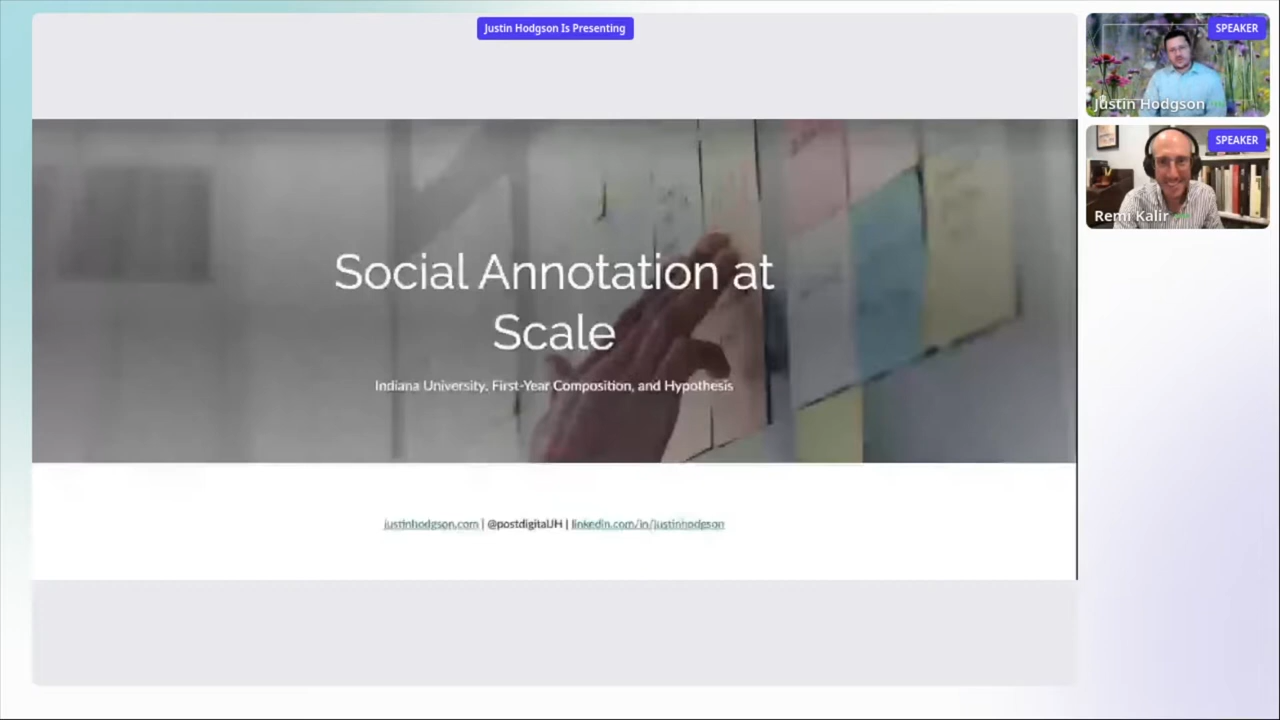 Justin Hodgson Is Presenting
SPEAKER
Justin Hodgson
SPEAKER
Remi Kalir
Social Annotation at
Scale
Indiana University, First-Year Composition, and Hypothesis
justinhodgson.com | @postdigitalJH | linkedin.com/in/justinhodgson